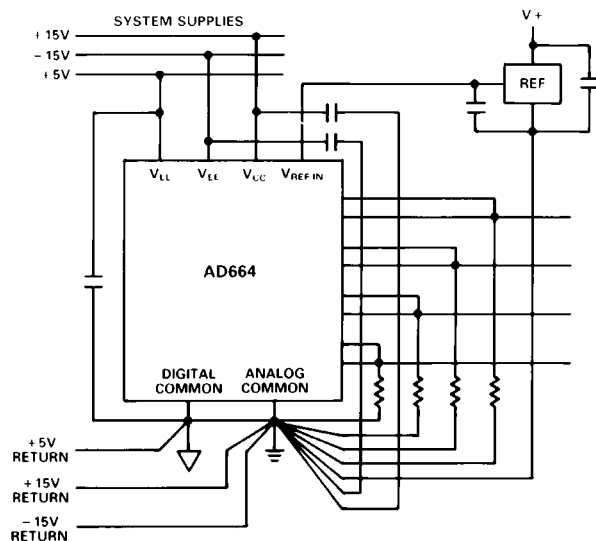 SYSTEM SUPPLIES
+ 15V
− 15V
+ 5V
V+
REF
VLL VEE VCC VREF IN
AD664
DIGITAL COMMON
ANALOG COMMON
+ 5V
RETURN
+ 15V
RETURN
− 15V
RETURN